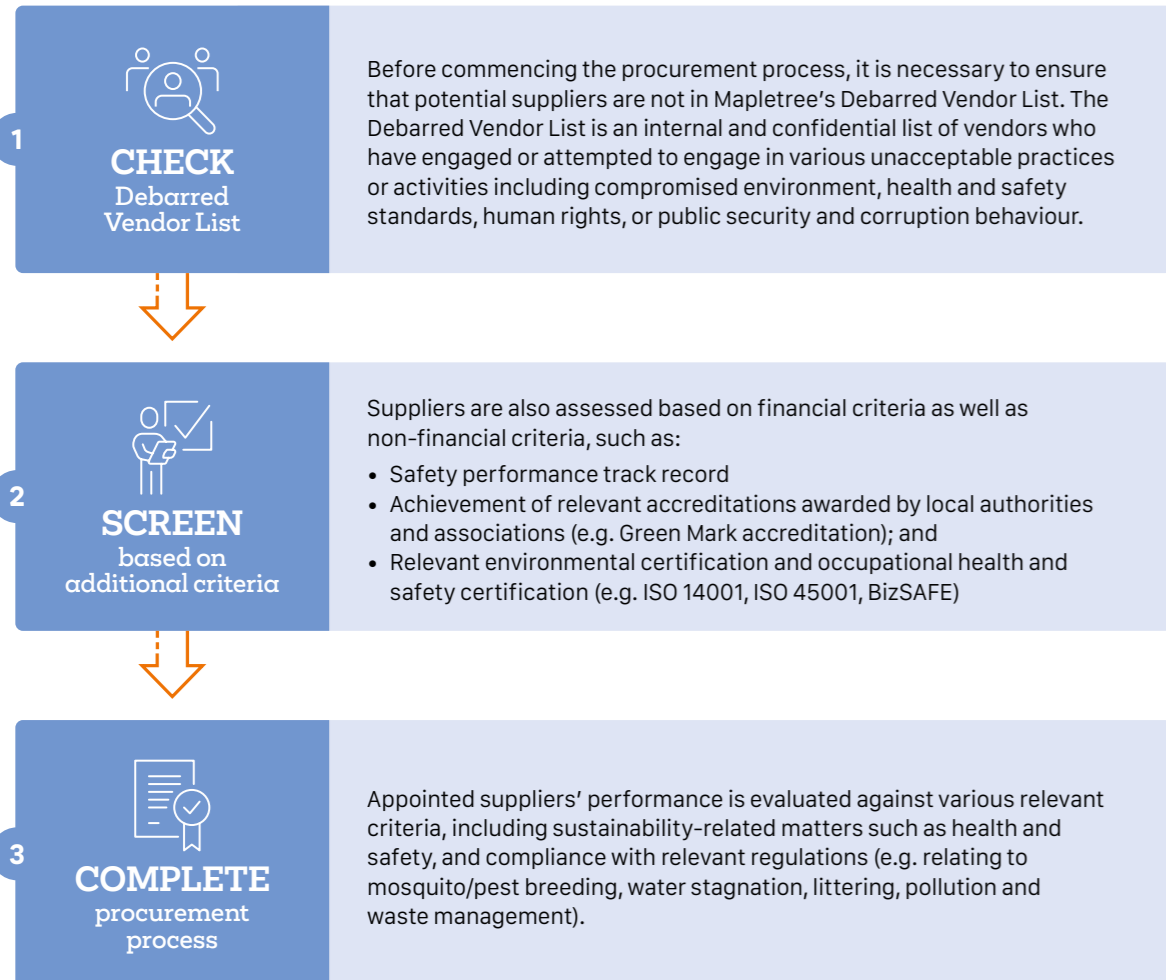 1
CHECK
Debarred
Vendor List
Before commencing the procurement process, it is necessary to ensure
that potential suppliers are not in Mapletree's Debarred Vendor List. The
Debarred Vendor List is an internal and confidential list of vendors who
have engaged or attempted to engage in various unacceptable practices
or activities including compromised environment, health and safety
standards, human rights, or public security and corruption behaviour.
2
SCREEN
based on
additional criteria
Suppliers are also assessed based on financial criteria as well as
non-financial criteria, such as:
• Safety performance track record
• Achievement of relevant accreditations awarded by local authorities
and associations (e.g. Green Mark accreditation); and
• Relevant environmental certification and occupational health and
safety certification (e.g. ISO 14001, ISO 45001, BizSAFE)
3
COMPLETE
procurement
process
Appointed suppliers' performance is evaluated against various relevant
criteria, including sustainability-related matters such as health and
safety, and compliance with relevant regulations (e.g. relating to
mosquito/pest breeding, water stagnation, littering, pollution and
waste management).